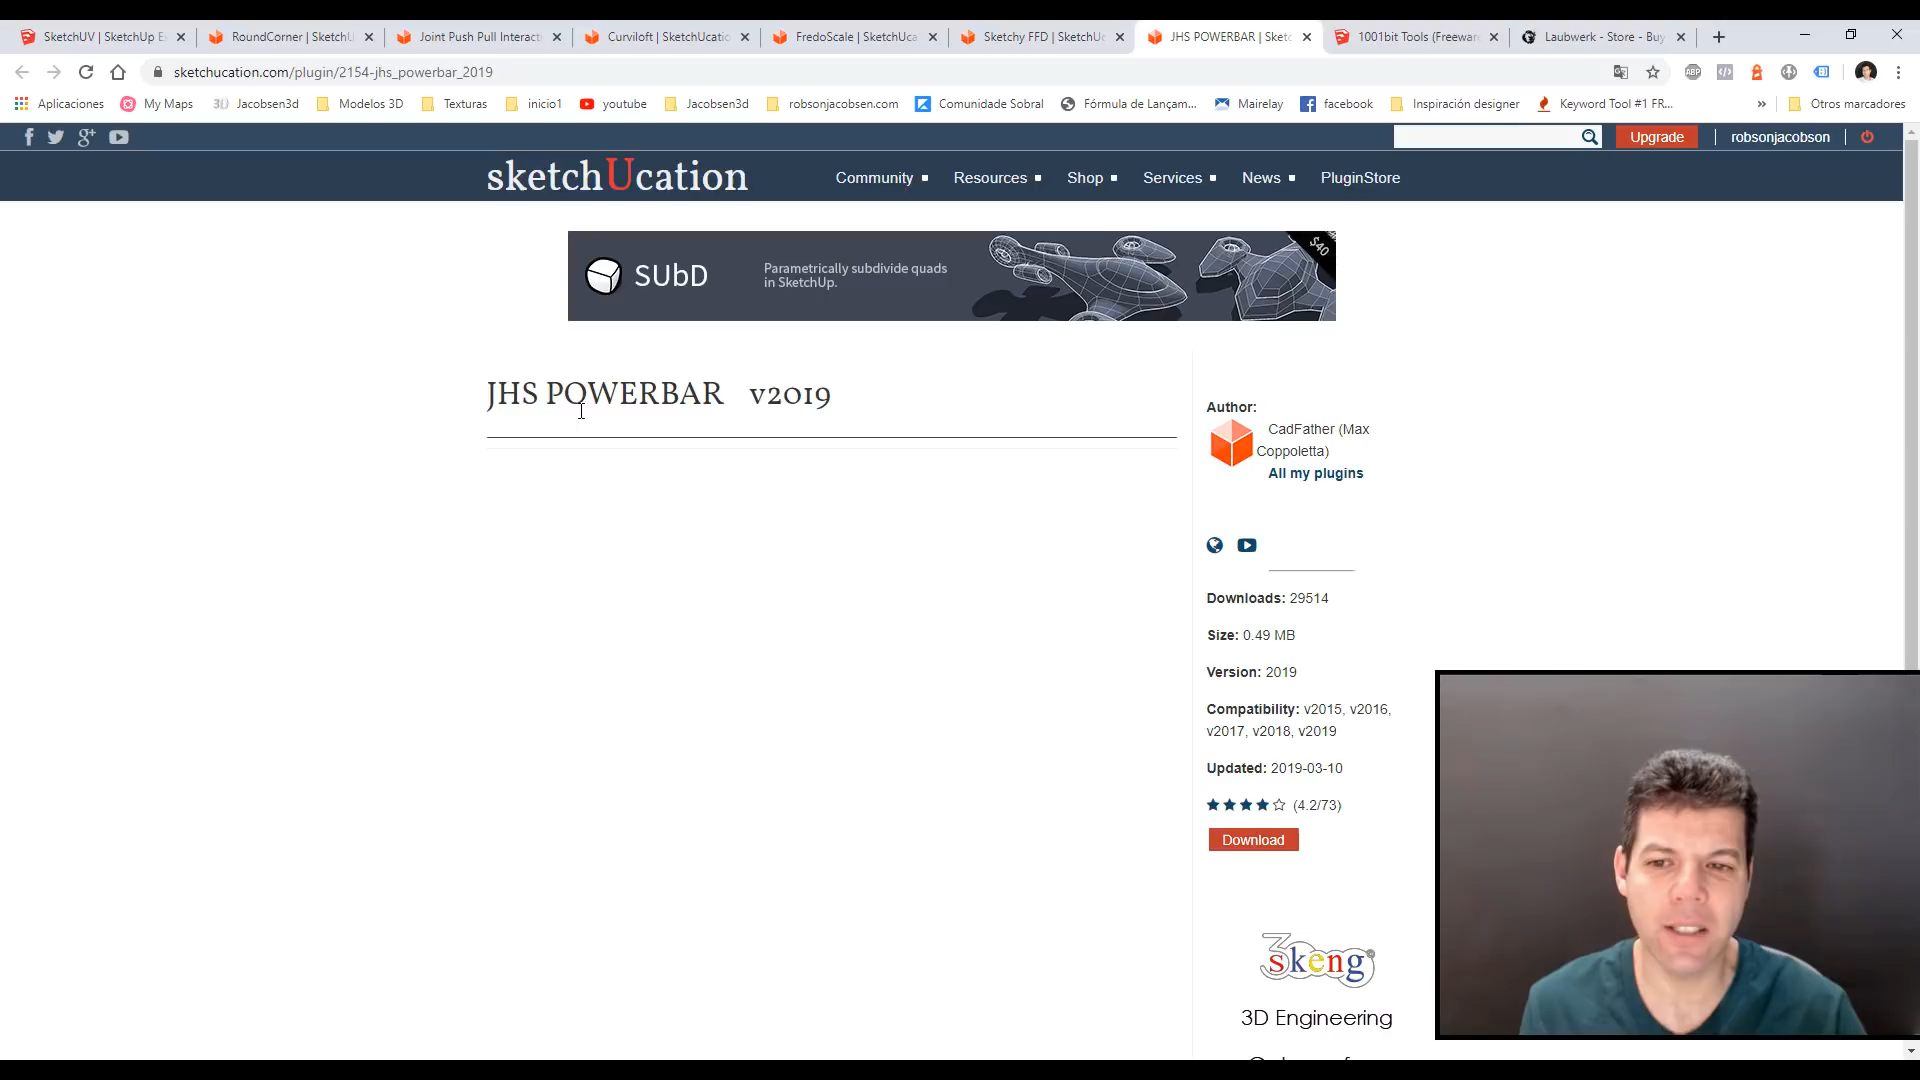 SketchUV | SketchUp E
RoundCorner | SketchU
Joint Push Pull Interacti
Curviloft | SketchUcatio
FredoScale | SketchUca
Sketchy FFD | SketchUc
JHS POWERBAR | Sketc
1001bit Tools (Freewar
Laubwerk - Store - Buy
sketchucation.com/plugin/2154-jhs_powerbar_2019
ABP
Aplicaciones
My Maps
Jacobsen3d
Modelos 3D
Texturas
inicio1
youtube
Jacobsen3d
robsonjacobsen.com
Comunidade Sobral
Fórmula de Lançam...
Mairelay
facebook
Inspiración designer
Keyword Tool #1 FR...
»
Otros marcadores
Upgrade
robsonjacobson
sketchUcation
Community
Resources
Shop
Services
News
PluginStore
SUbD
Parametrically subdivide quads
in SketchUp.
$40
JHS POWERBAR v2019
Author:
CadFather (Max
Coppoletta)
All my plugins
Downloads: 29514
Size: 0.49 MB
Version: 2019
Compatibility: v2015, v2016,
v2017, v2018, v2019
Updated: 2019-03-10
(4.2/73)
Download
3skeng
3D Engineering